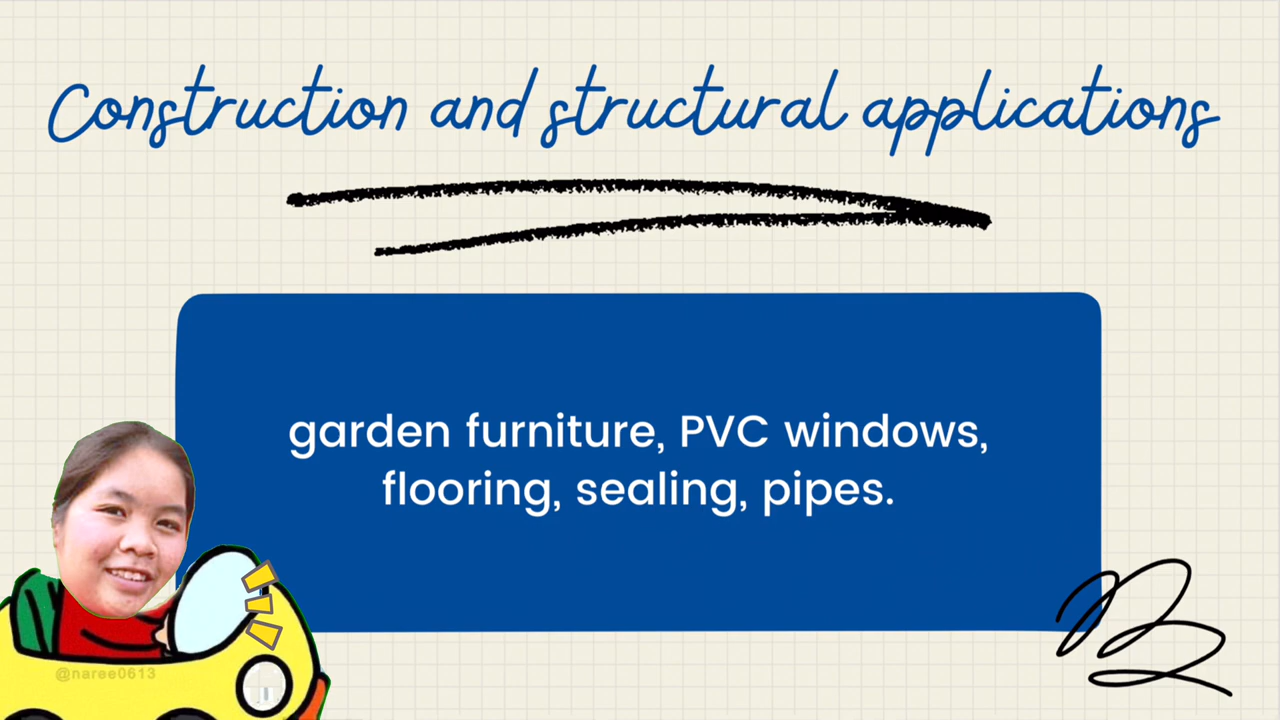 Construction and structural applications
garden furniture, PVC windows,
flooring, sealing, pipes.
@naree0613